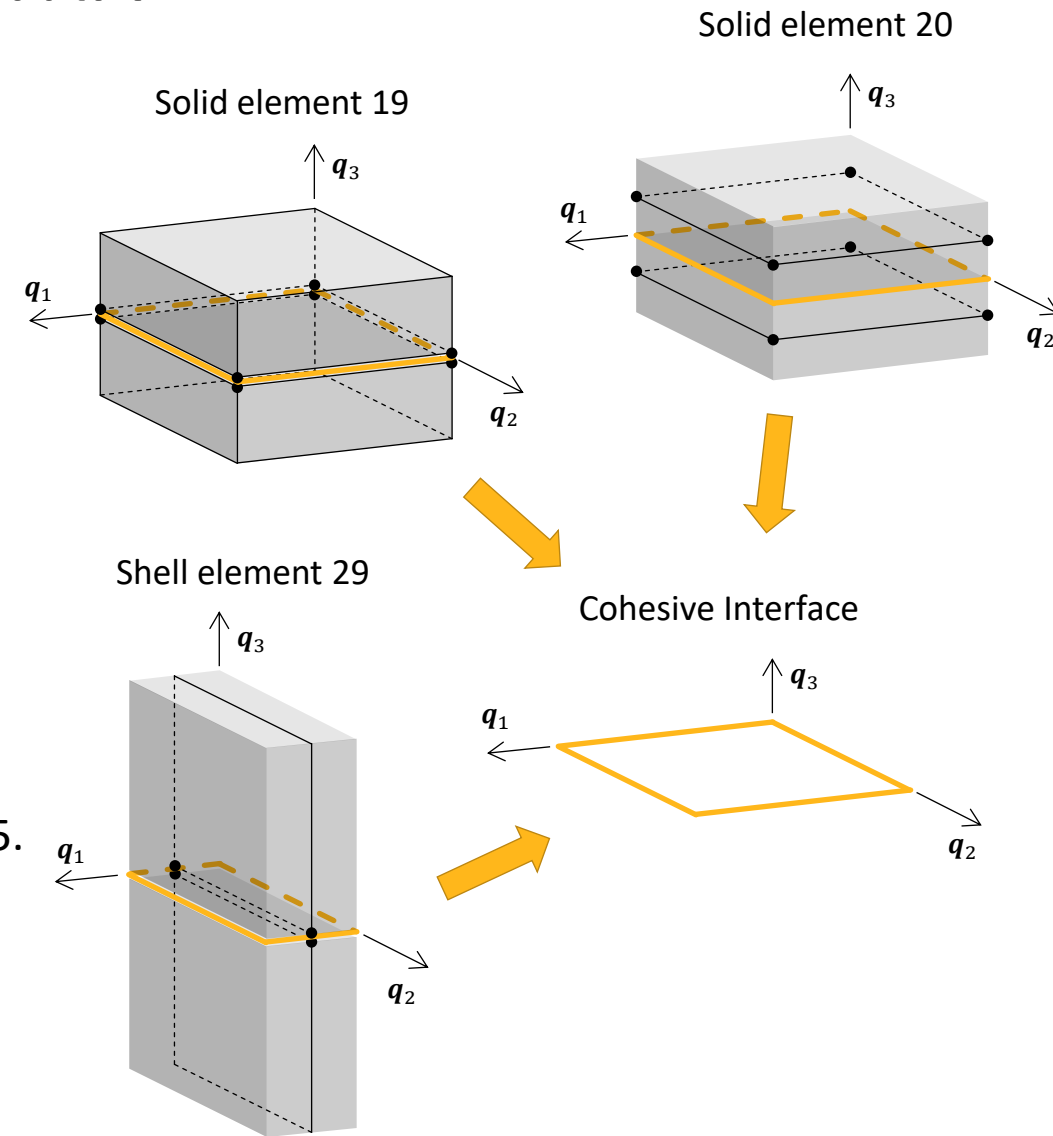 Solid element 20
q₃
q₁
q₂
Solid element 19
q₃
q₁
q₂
Shell element 29
q₃
q₁
q₂
5.
Cohesive Interface
q₃
q₁
q₂